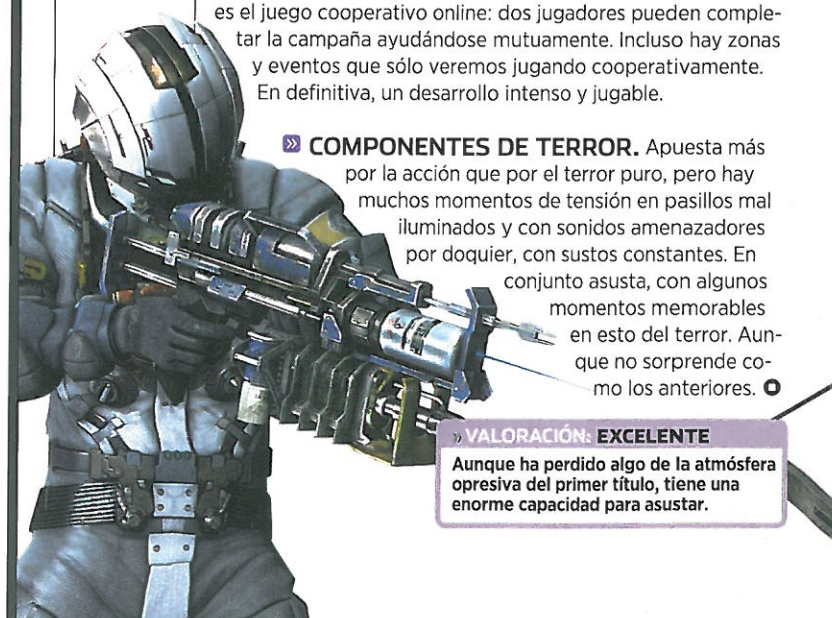 es el juego cooperativo online: dos jugadores pueden comple-
tar la campaña ayudándose mutuamente. Incluso hay zonas
y eventos que sólo veremos jugando cooperativamente.
En definitiva, un desarrollo intenso y jugable.
» COMPONENTES DE TERROR. Apuesta más
por la acción que por el terror puro, pero hay
muchos momentos de tensión en pasillos mal
iluminados y con sonidos amenazadores
por doquier, con sustos constantes. En
conjunto asusta, con algunos
momentos memorables
en esto del terror. Aun-
que no sorprende co-
mo los anteriores.
» VALORACIÓN: EXCELENTE
Aunque ha perdido algo de la atmósfera
opresiva del primer título, tiene una
enorme capacidad para asustar.